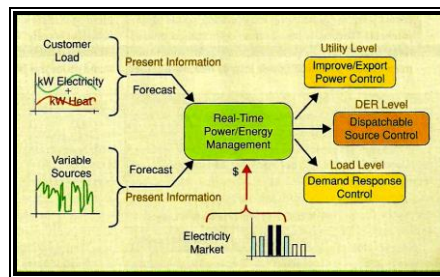 Customer
Load
kW Electricity
+
kW Heat
Present Information
Forecast
Variable
Sources
Forecast
Present Information
Real-Time
Power/Energy
Management
$
Electricity
Market
Utility Level
Improve/Export
Power Control
DER Level
Dispatchable
Source Control
Load Level
Demand Response
Control